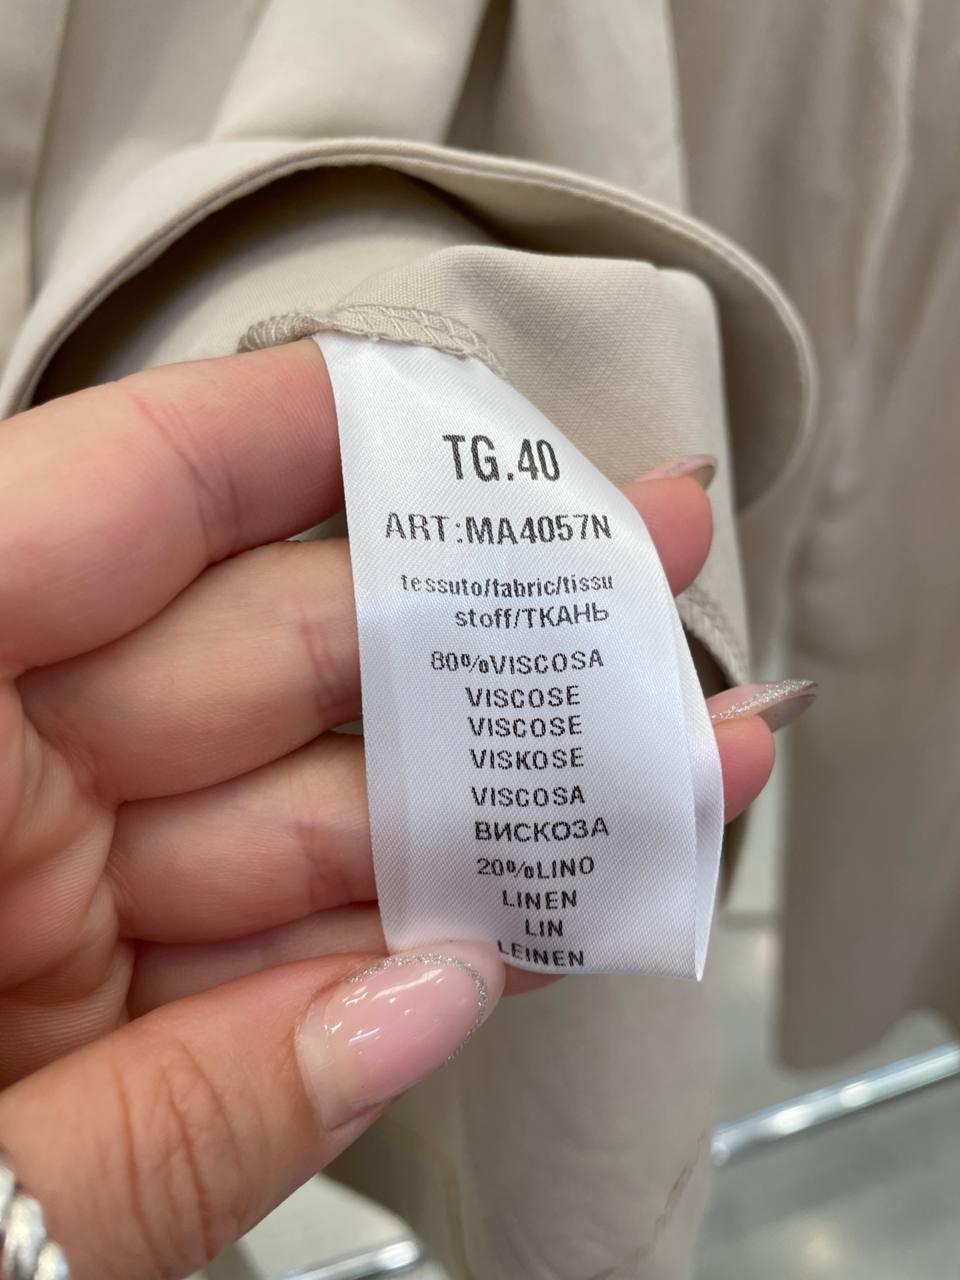 TG.40
ART:MA4057N
tessuto/fabric/tissu
stoff/ТКАНЬ
80%VISCOSA
VISCOSE
VISCOSE
VISKOSE
VISCOSA
ВИСКОЗА
20%LINO
LINEN
LIN
LEINEN